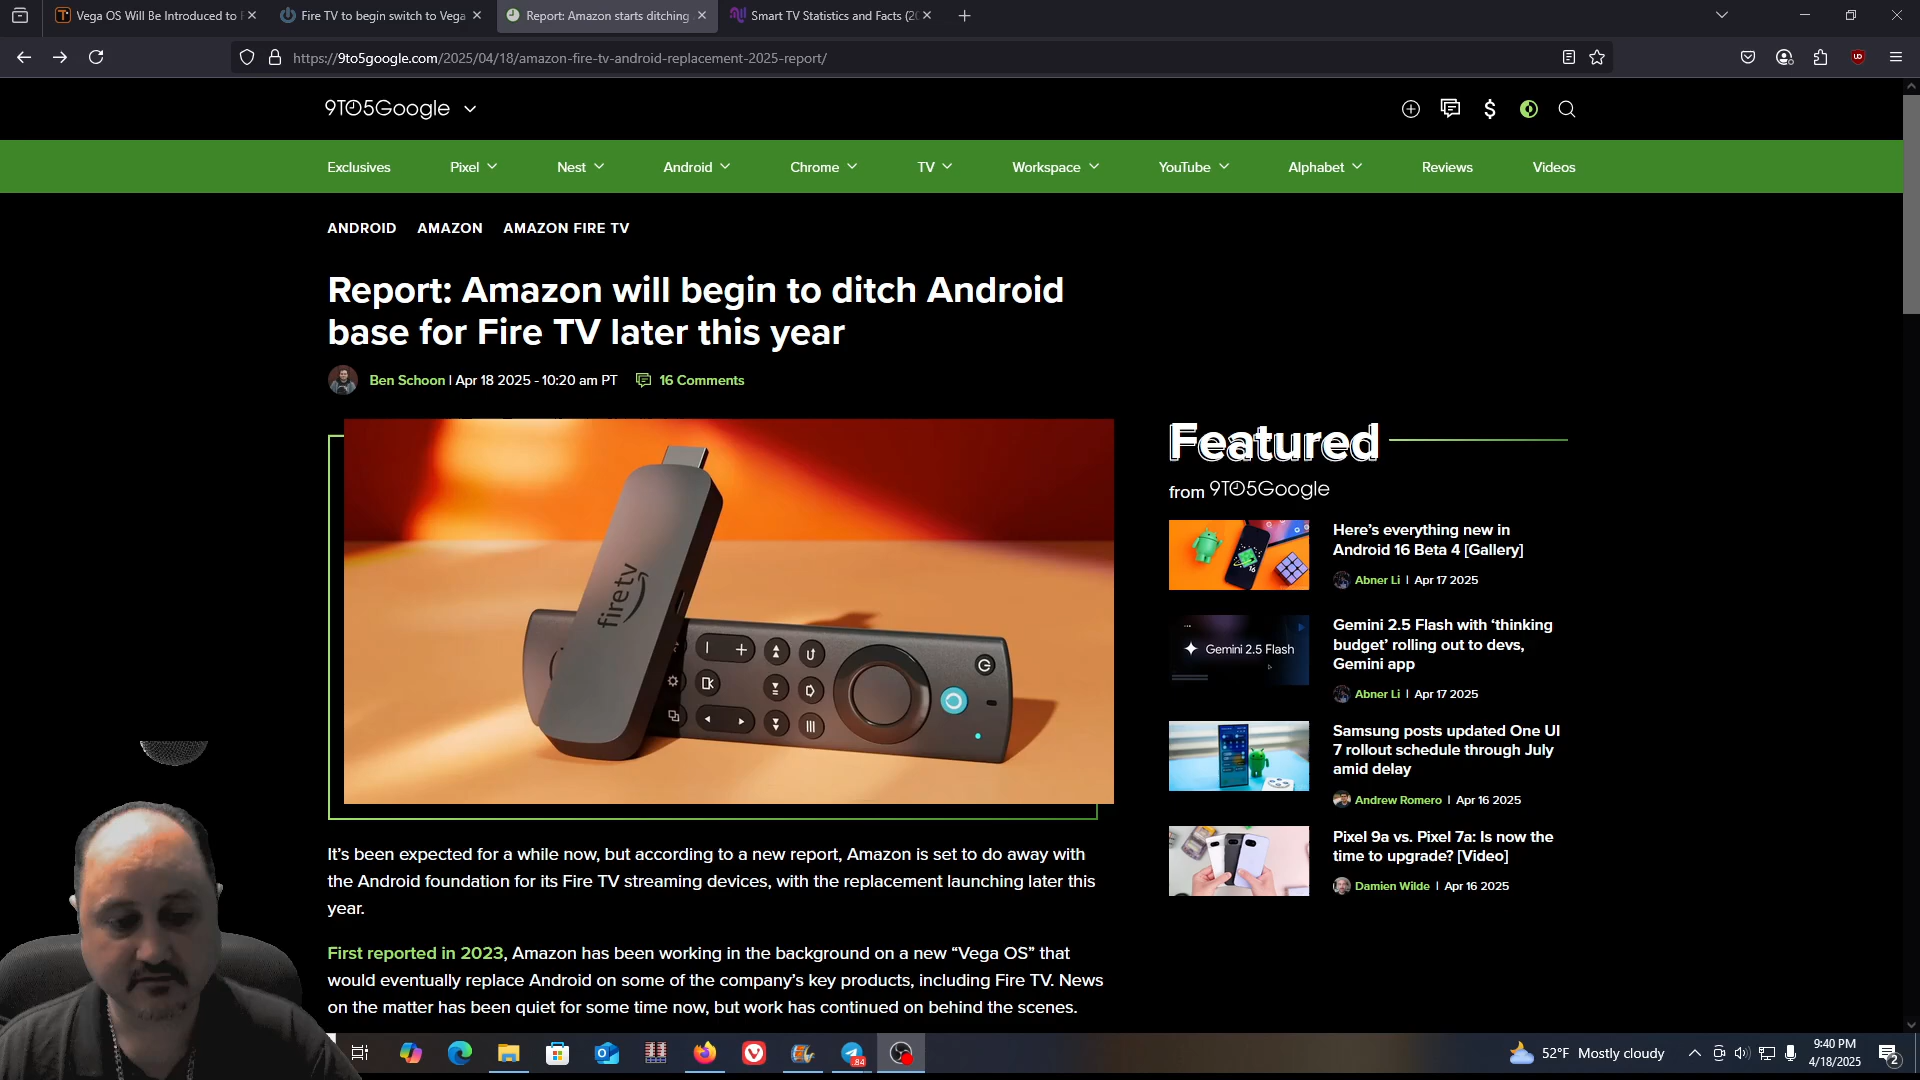 Vega OS Will Be Introduced to F
Fire TV to begin switch to Vega
Report: Amazon starts ditching
Smart TV Statistics and Facts (20
https://9to5google.com/2025/04/18/amazon-fire-tv-android-replacement-2025-report/
9TO5Google
Exclusives
Pixel
Nest
Android
Chrome
TV
Workspace
YouTube
Alphabet
Reviews
Videos
ANDROID AMAZON AMAZON FIRE TV
Report: Amazon will begin to ditch Android
base for Fire TV later this year
Ben Schoon | Apr 18 2025 - 10:20 am PT 16 Comments
firetv
It’s been expected for a while now, but according to a new report, Amazon is set to do away with
the Android foundation for its Fire TV streaming devices, with the replacement launching later this
year.
First reported in 2023, Amazon has been working in the background on a new “Vega OS” that
would eventually replace Android on some of the company’s key products, including Fire TV. News
on the matter has been quiet for some time now, but work has continued on behind the scenes.
Featured
from 9TO5Google
Here’s everything new in
Android 16 Beta 4 [Gallery]
Abner Li | Apr 17 2025
Gemini 2.5 Flash
Gemini 2.5 Flash with ‘thinking
budget’ rolling out to devs,
Gemini app
Abner Li | Apr 17 2025
Samsung posts updated One UI
7 rollout schedule through July
amid delay
Andrew Romero | Apr 16 2025
Pixel 9a vs. Pixel 7a: Is now the
time to upgrade? [Video]
Damien Wilde | Apr 16 2025
84
52°F Mostly cloudy
9:40 PM
4/18/2025
2